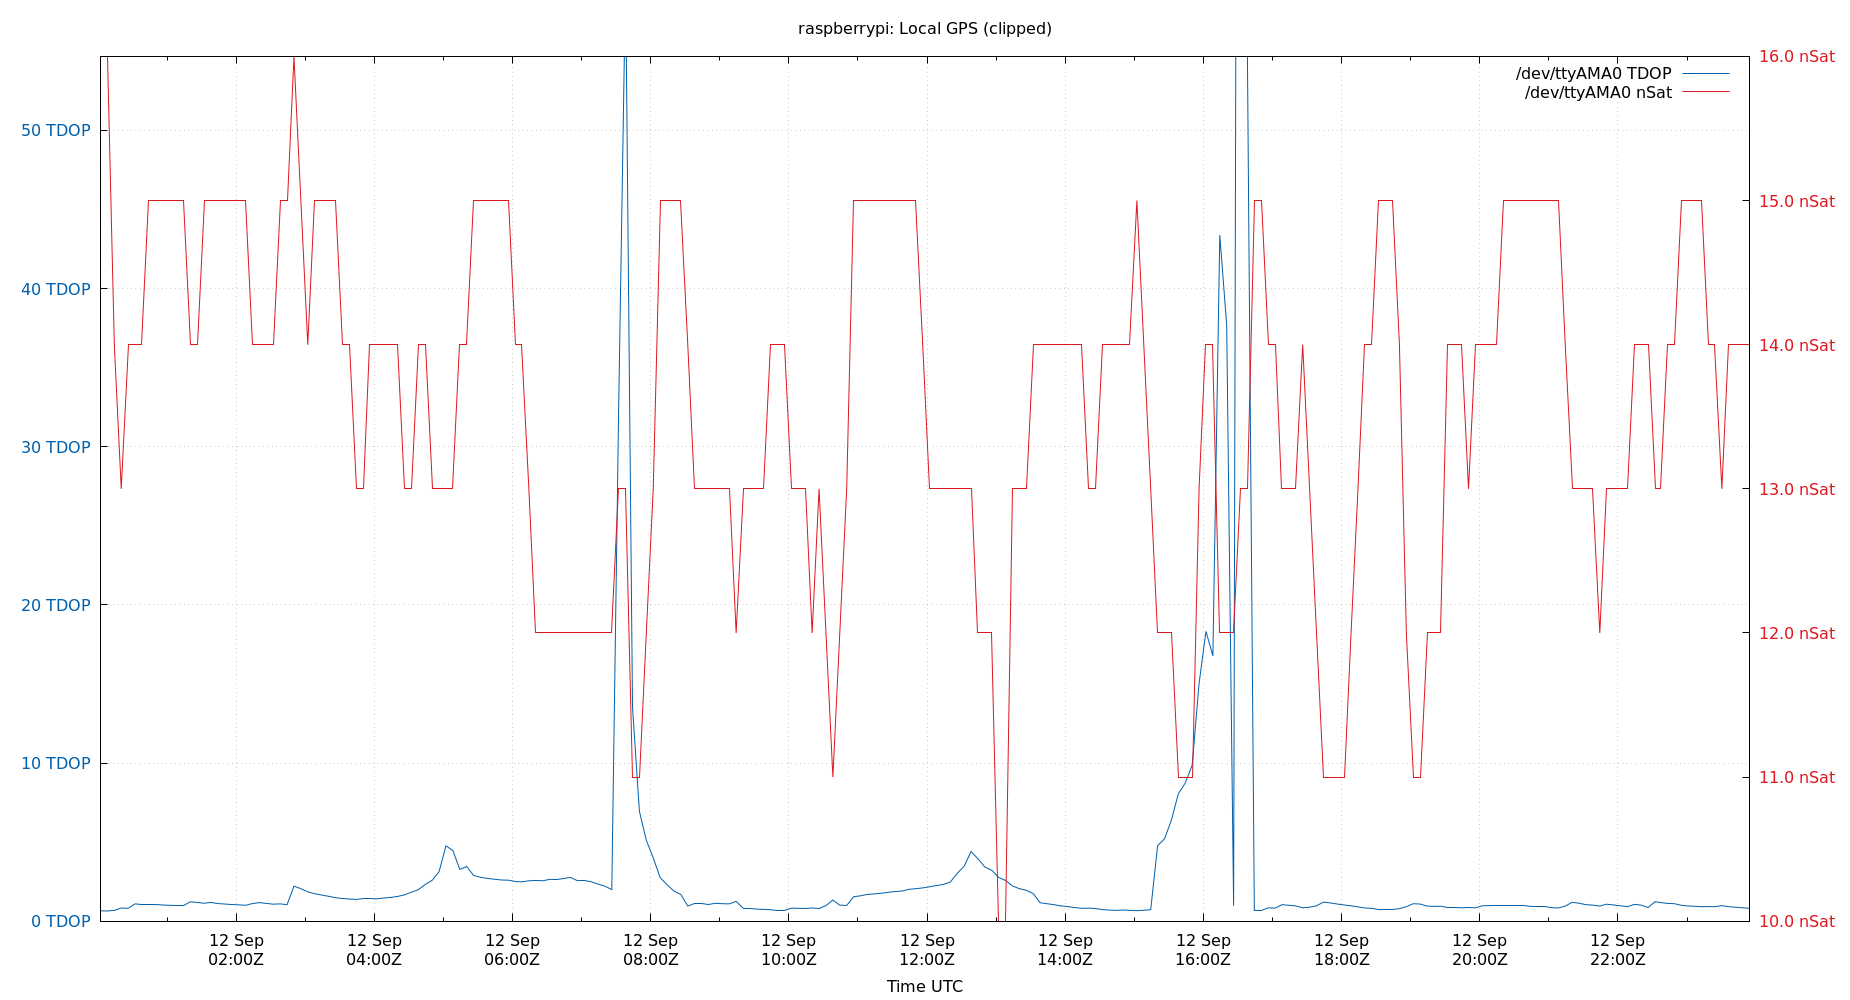 raspberrypi: Local GPS (clipped)
/dev/ttyAMA0 TDOP
/dev/ttyAMA0 nSat
50 TDOP
40 TDOP
30 TDOP
20 TDOP
10 TDOP
0 TDOP
16.0 nSat
15.0 nSat
14.0 nSat
13.0 nSat
12.0 nSat
11.0 nSat
10.0 nSat
12 Sep
02:00Z
12 Sep
04:00Z
12 Sep
06:00Z
12 Sep
08:00Z
12 Sep
10:00Z
12 Sep
12:00Z
12 Sep
14:00Z
12 Sep
16:00Z
12 Sep
18:00Z
12 Sep
20:00Z
12 Sep
22:00Z
Time UTC